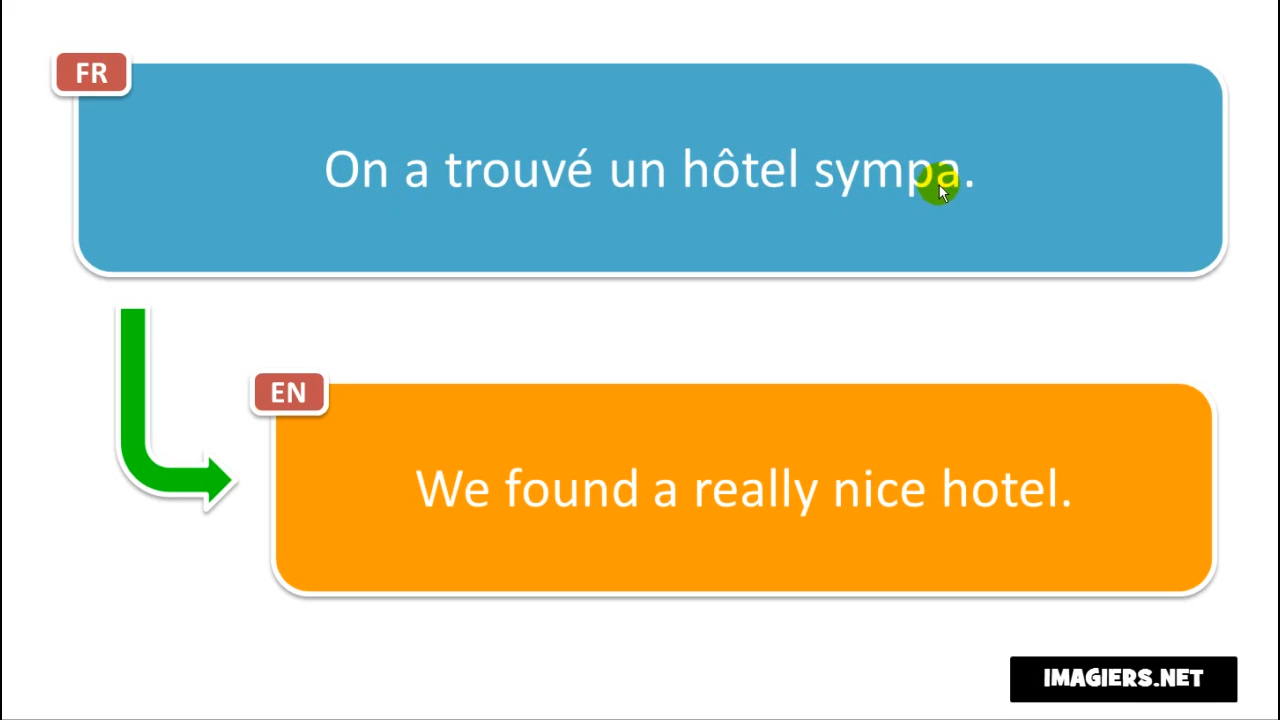 FR
On a trouvé un hôtel sympa.
EN
We found a really nice hotel.
IMAGIERS.NET